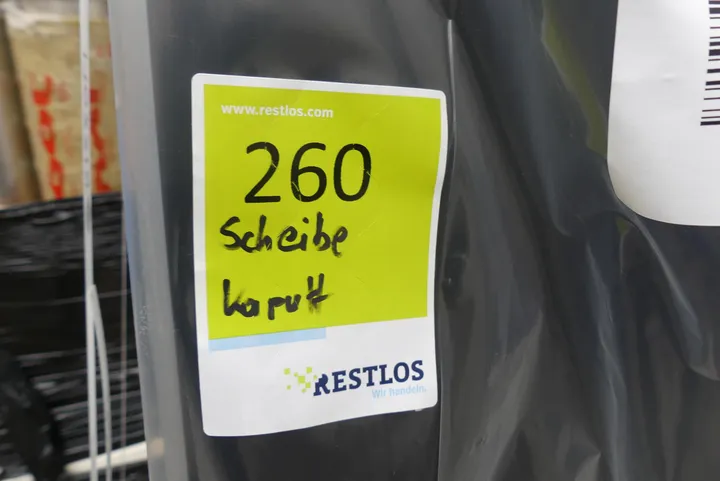 www.restlos.com
260
Scheibe
kaputt
RESTLOS
Wir handeln.